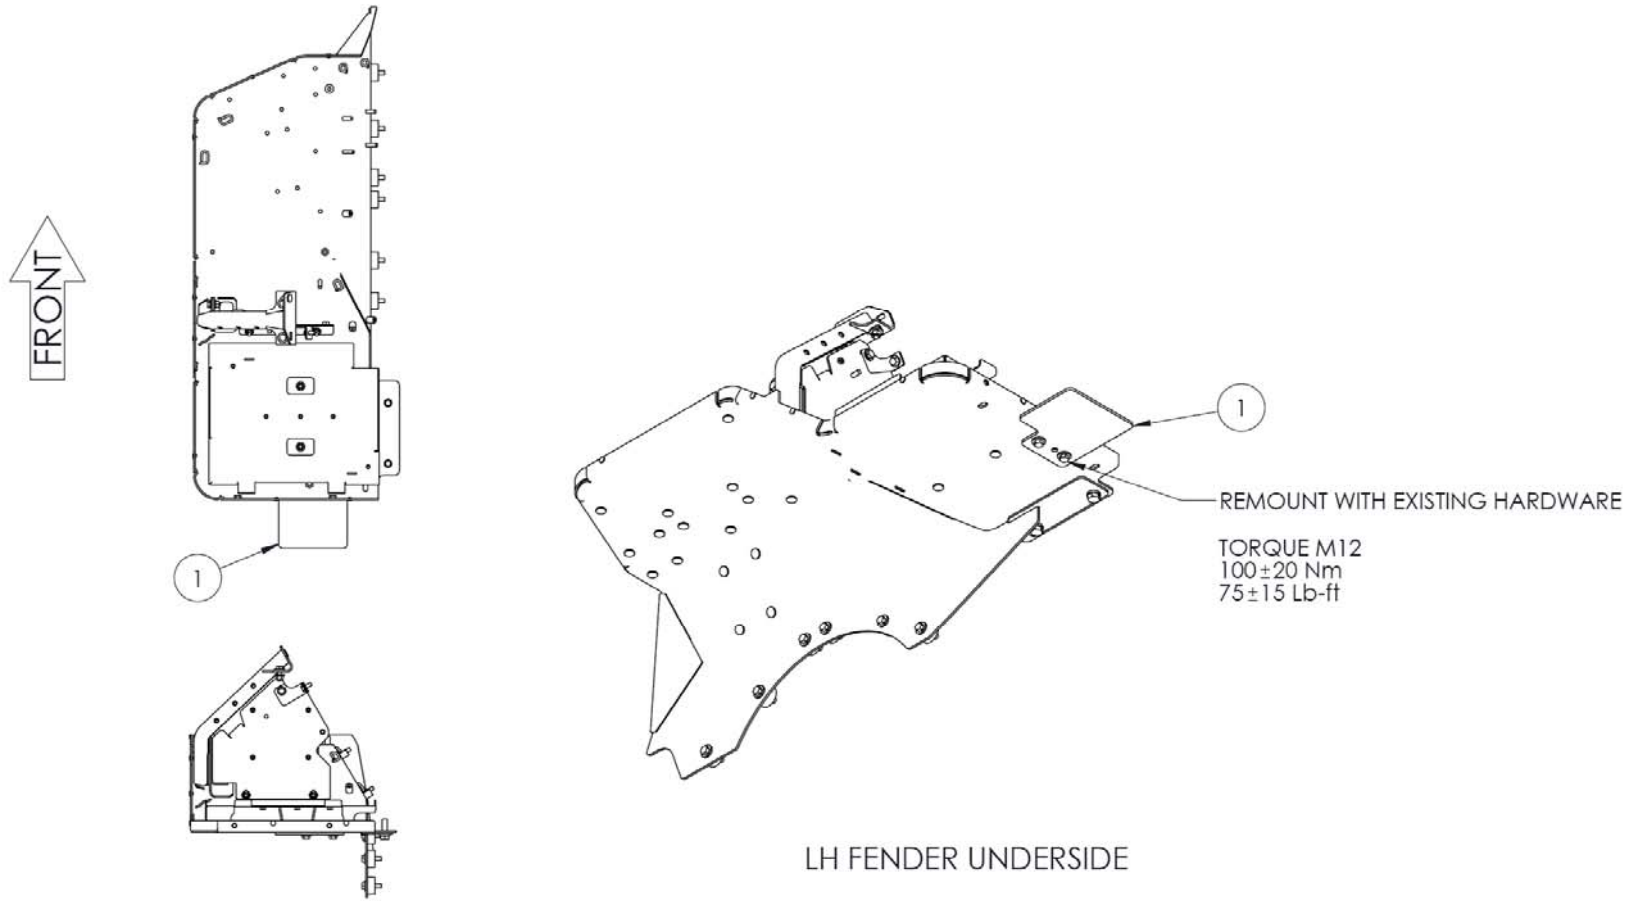 FRONT
1
1
REMOUNT WITH EXISTING HARDWARE
TORQUE M12
100±20 Nm
75±15 Lb-ft
LH FENDER UNDERSIDE